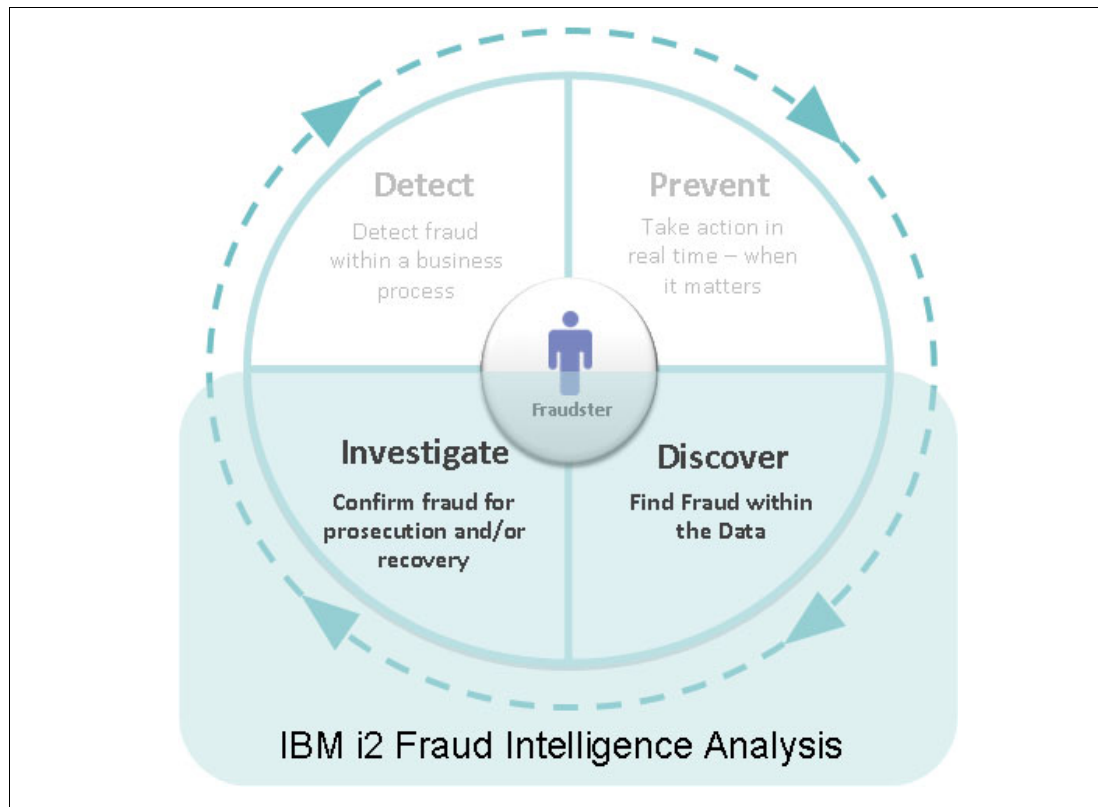 Detect
Detect fraud
within a business
process
Prevent
Take action in
real time – when
it matters
Fraudster
Investigate
Confirm fraud for
prosecution and/or
recovery
Discover
Find Fraud within
the Data
IBM i2 Fraud Intelligence Analysis